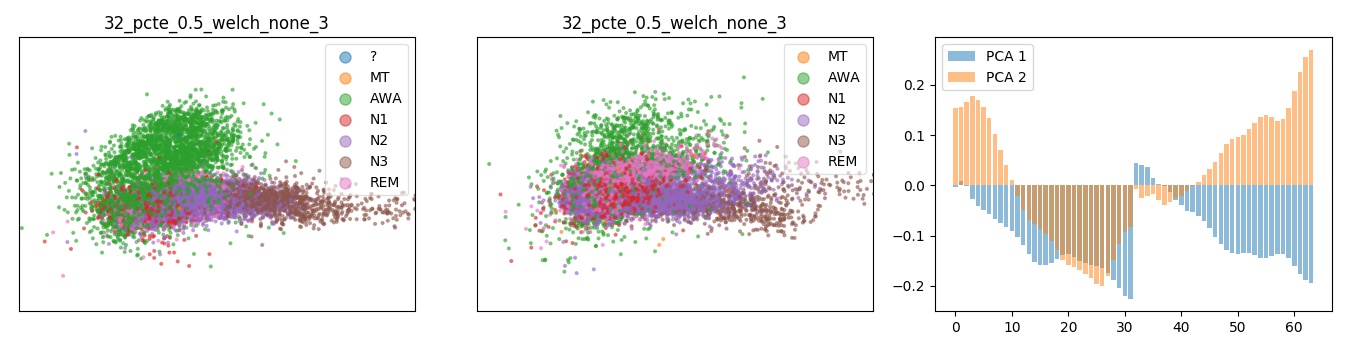 32_pcte_0.5_welch_none_3
?
MT
AWA
N1
N2
N3
REM
32_pcte_0.5_welch_none_3
MT
AWA
N1
N2
N3
REM
PCA 1
PCA 2
0.2
0.1
0.0
−0.1
−0.2
0 10 20 30 40 50 60